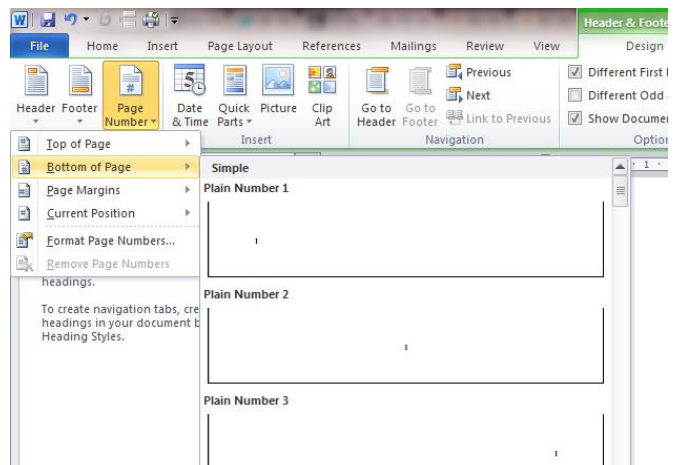 W
Header & Foote
File Home Insert Page Layout References Mailings Review View Design
Header Footer Page Number
# 5
Date & Time Quick Parts Picture Clip Art
Go to Header Go to Footer
Previous
Next
Link to Previous
Different First
Different Odd
Show Docume
Insert Navigation Optio
Top of Page
Bottom of Page
Page Margins
Current Position
Format Page Numbers...
Remove Page Numbers
headings.
To create navigation tabs, cre
headings in your document b
Heading Styles.
Simple
Plain Number 1
1
Plain Number 2
1
Plain Number 3
1
1